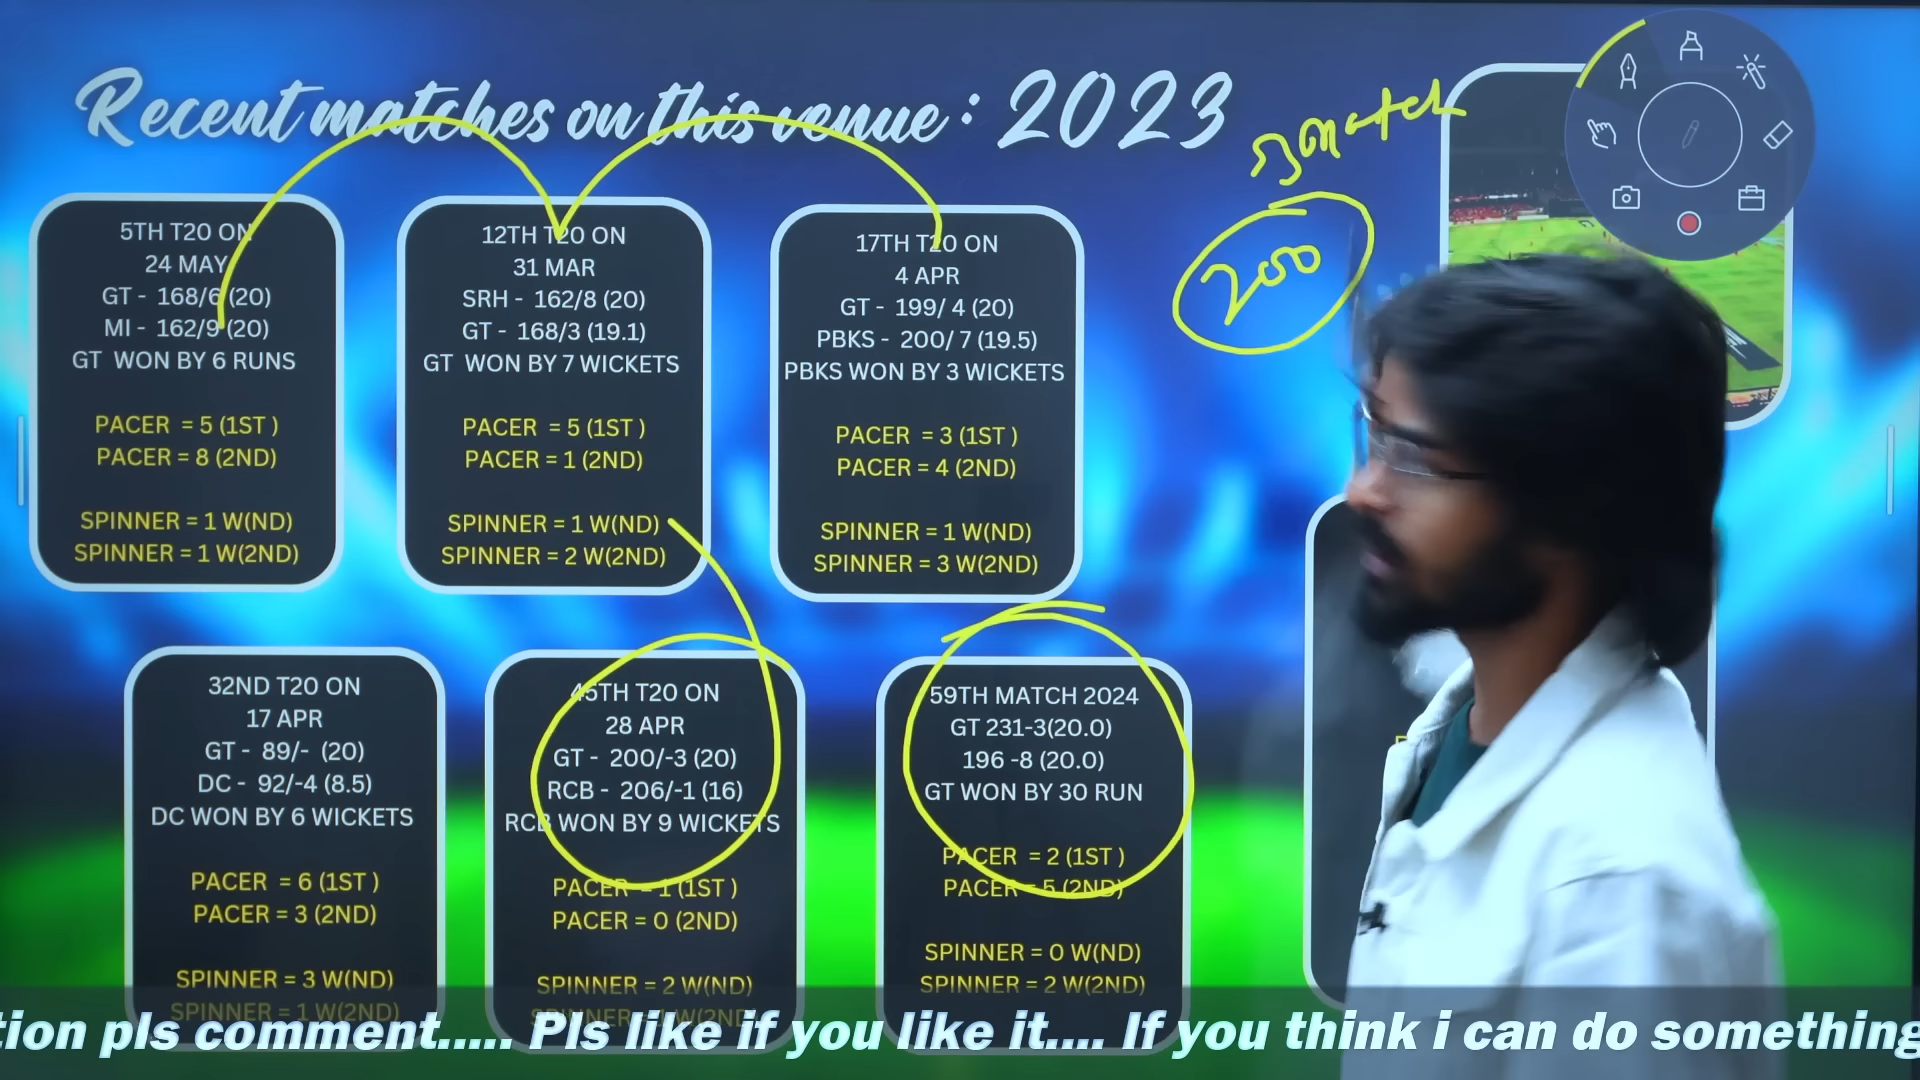 Recent matches on this venue : 2023
3 match
200
5TH T20 ON
24 MAY
GT - 168/6 (20)
MI - 162/9 (20)
GT WON BY 6 RUNS
PACER = 5 (1ST )
PACER = 8 (2ND)
SPINNER = 1 W(ND)
SPINNER = 1 W(2ND)
12TH T20 ON
31 MAR
SRH - 162/8 (20)
GT - 168/3 (19.1)
GT WON BY 7 WICKETS
PACER = 5 (1ST )
PACER = 1 (2ND)
SPINNER = 1 W(ND)
SPINNER = 2 W(2ND)
17TH T20 ON
4 APR
GT - 199/ 4 (20)
PBKS - 200/ 7 (19.5)
PBKS WON BY 3 WICKETS
PACER = 3 (1ST )
PACER = 4 (2ND)
SPINNER = 1 W(ND)
SPINNER = 3 W(2ND)
32ND T20 ON
17 APR
GT - 89/- (20)
DC - 92/-4 (8.5)
DC WON BY 6 WICKETS
PACER = 6 (1ST )
PACER = 3 (2ND)
SPINNER = 3 W(ND)
SPINNER = 1 W(2ND)
45TH T20 ON
28 APR
GT - 200/-3 (20)
RCB - 206/-1 (16)
RCB WON BY 9 WICKETS
PACER = 1 (1ST )
PACER = 0 (2ND)
SPINNER = 2 W(ND)
59TH MATCH 2024
GT 231-3(20.0)
196 -8 (20.0)
GT WON BY 30 RUN
PACER = 2 (1ST )
PACER = 5 (2ND)
SPINNER = 0 W(ND)
SPINNER = 2 W(2ND)
tion pls comment..... Pls like if you like it.... If you think i can do something